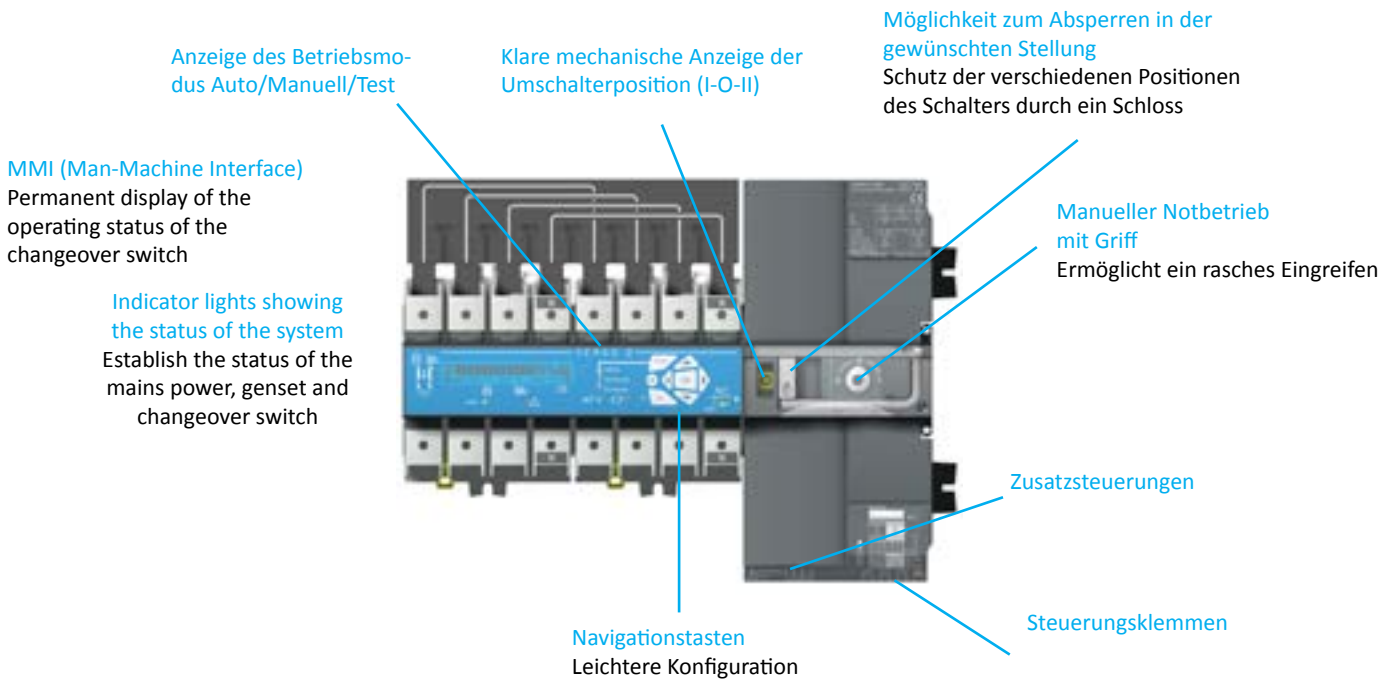 Möglichkeit zum Absperren in der
gewünschten Stellung
Schutz der verschiedenen Positionen
des Schalters durch ein Schloss
Anzeige des Betriebsmo-
dus Auto/Manuell/Test
Klare mechanische Anzeige der
Umschalterposition (I-O-II)
MMI (Man-Machine Interface)
Permanent display of the
operating status of the
changeover switch
Manueller Notbetrieb
mit Griff
Ermöglicht ein rasches Eingreifen
Indicator lights showing
the status of the system
Establish the status of the
mains power, genset and
changeover switch
Zusatzsteuerungen
Steuerungsklemmen
Navigationstasten
Leichtere Konfiguration